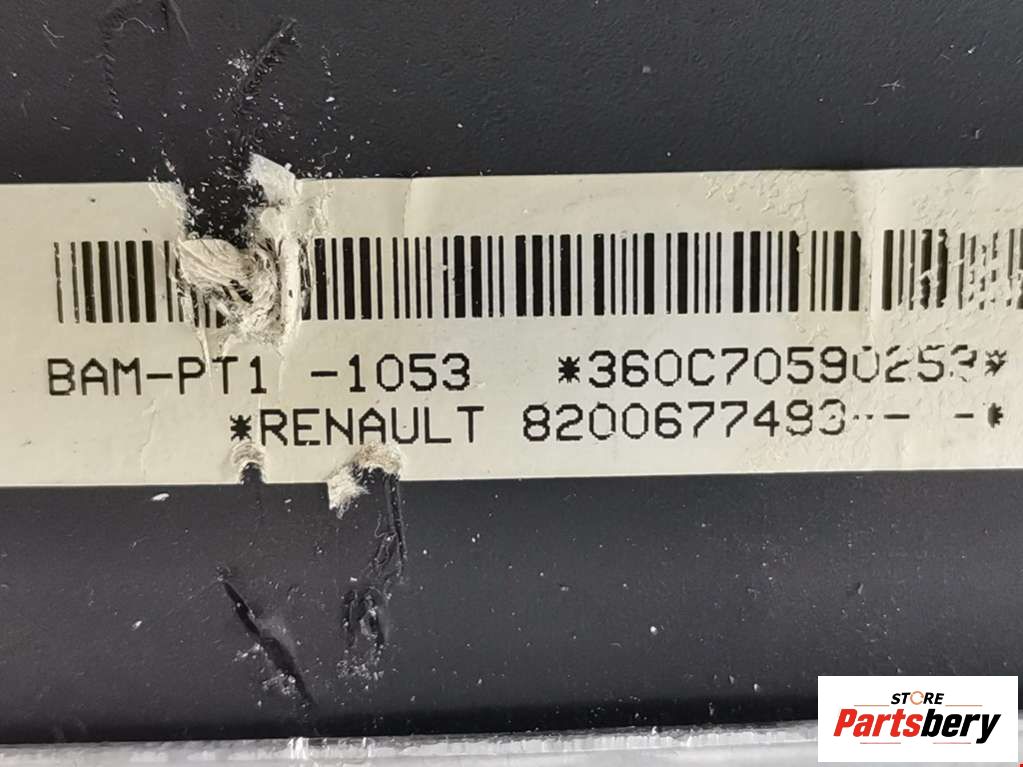 BAM-PT1 -1053 *360C70590253*
*RENAULT 8200677493--- -*
STORE
Partsbery